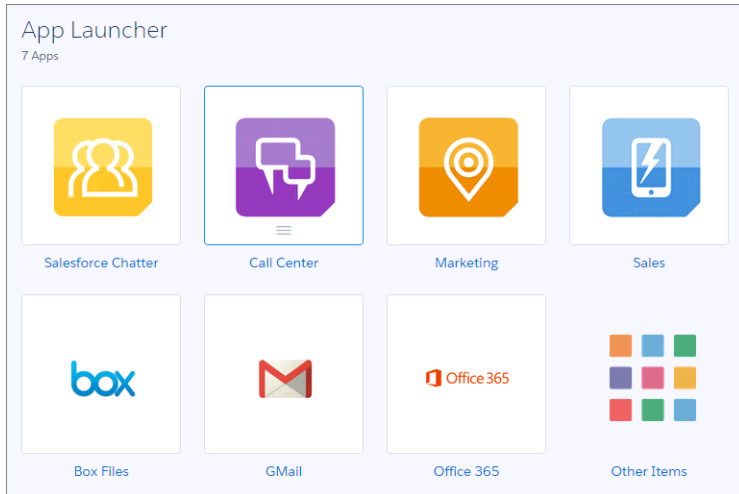 App Launcher
7 Apps
Salesforce Chatter
Call Center
Marketing
Sales
box
Office 365
Box Files
GMail
Office 365
Other Items